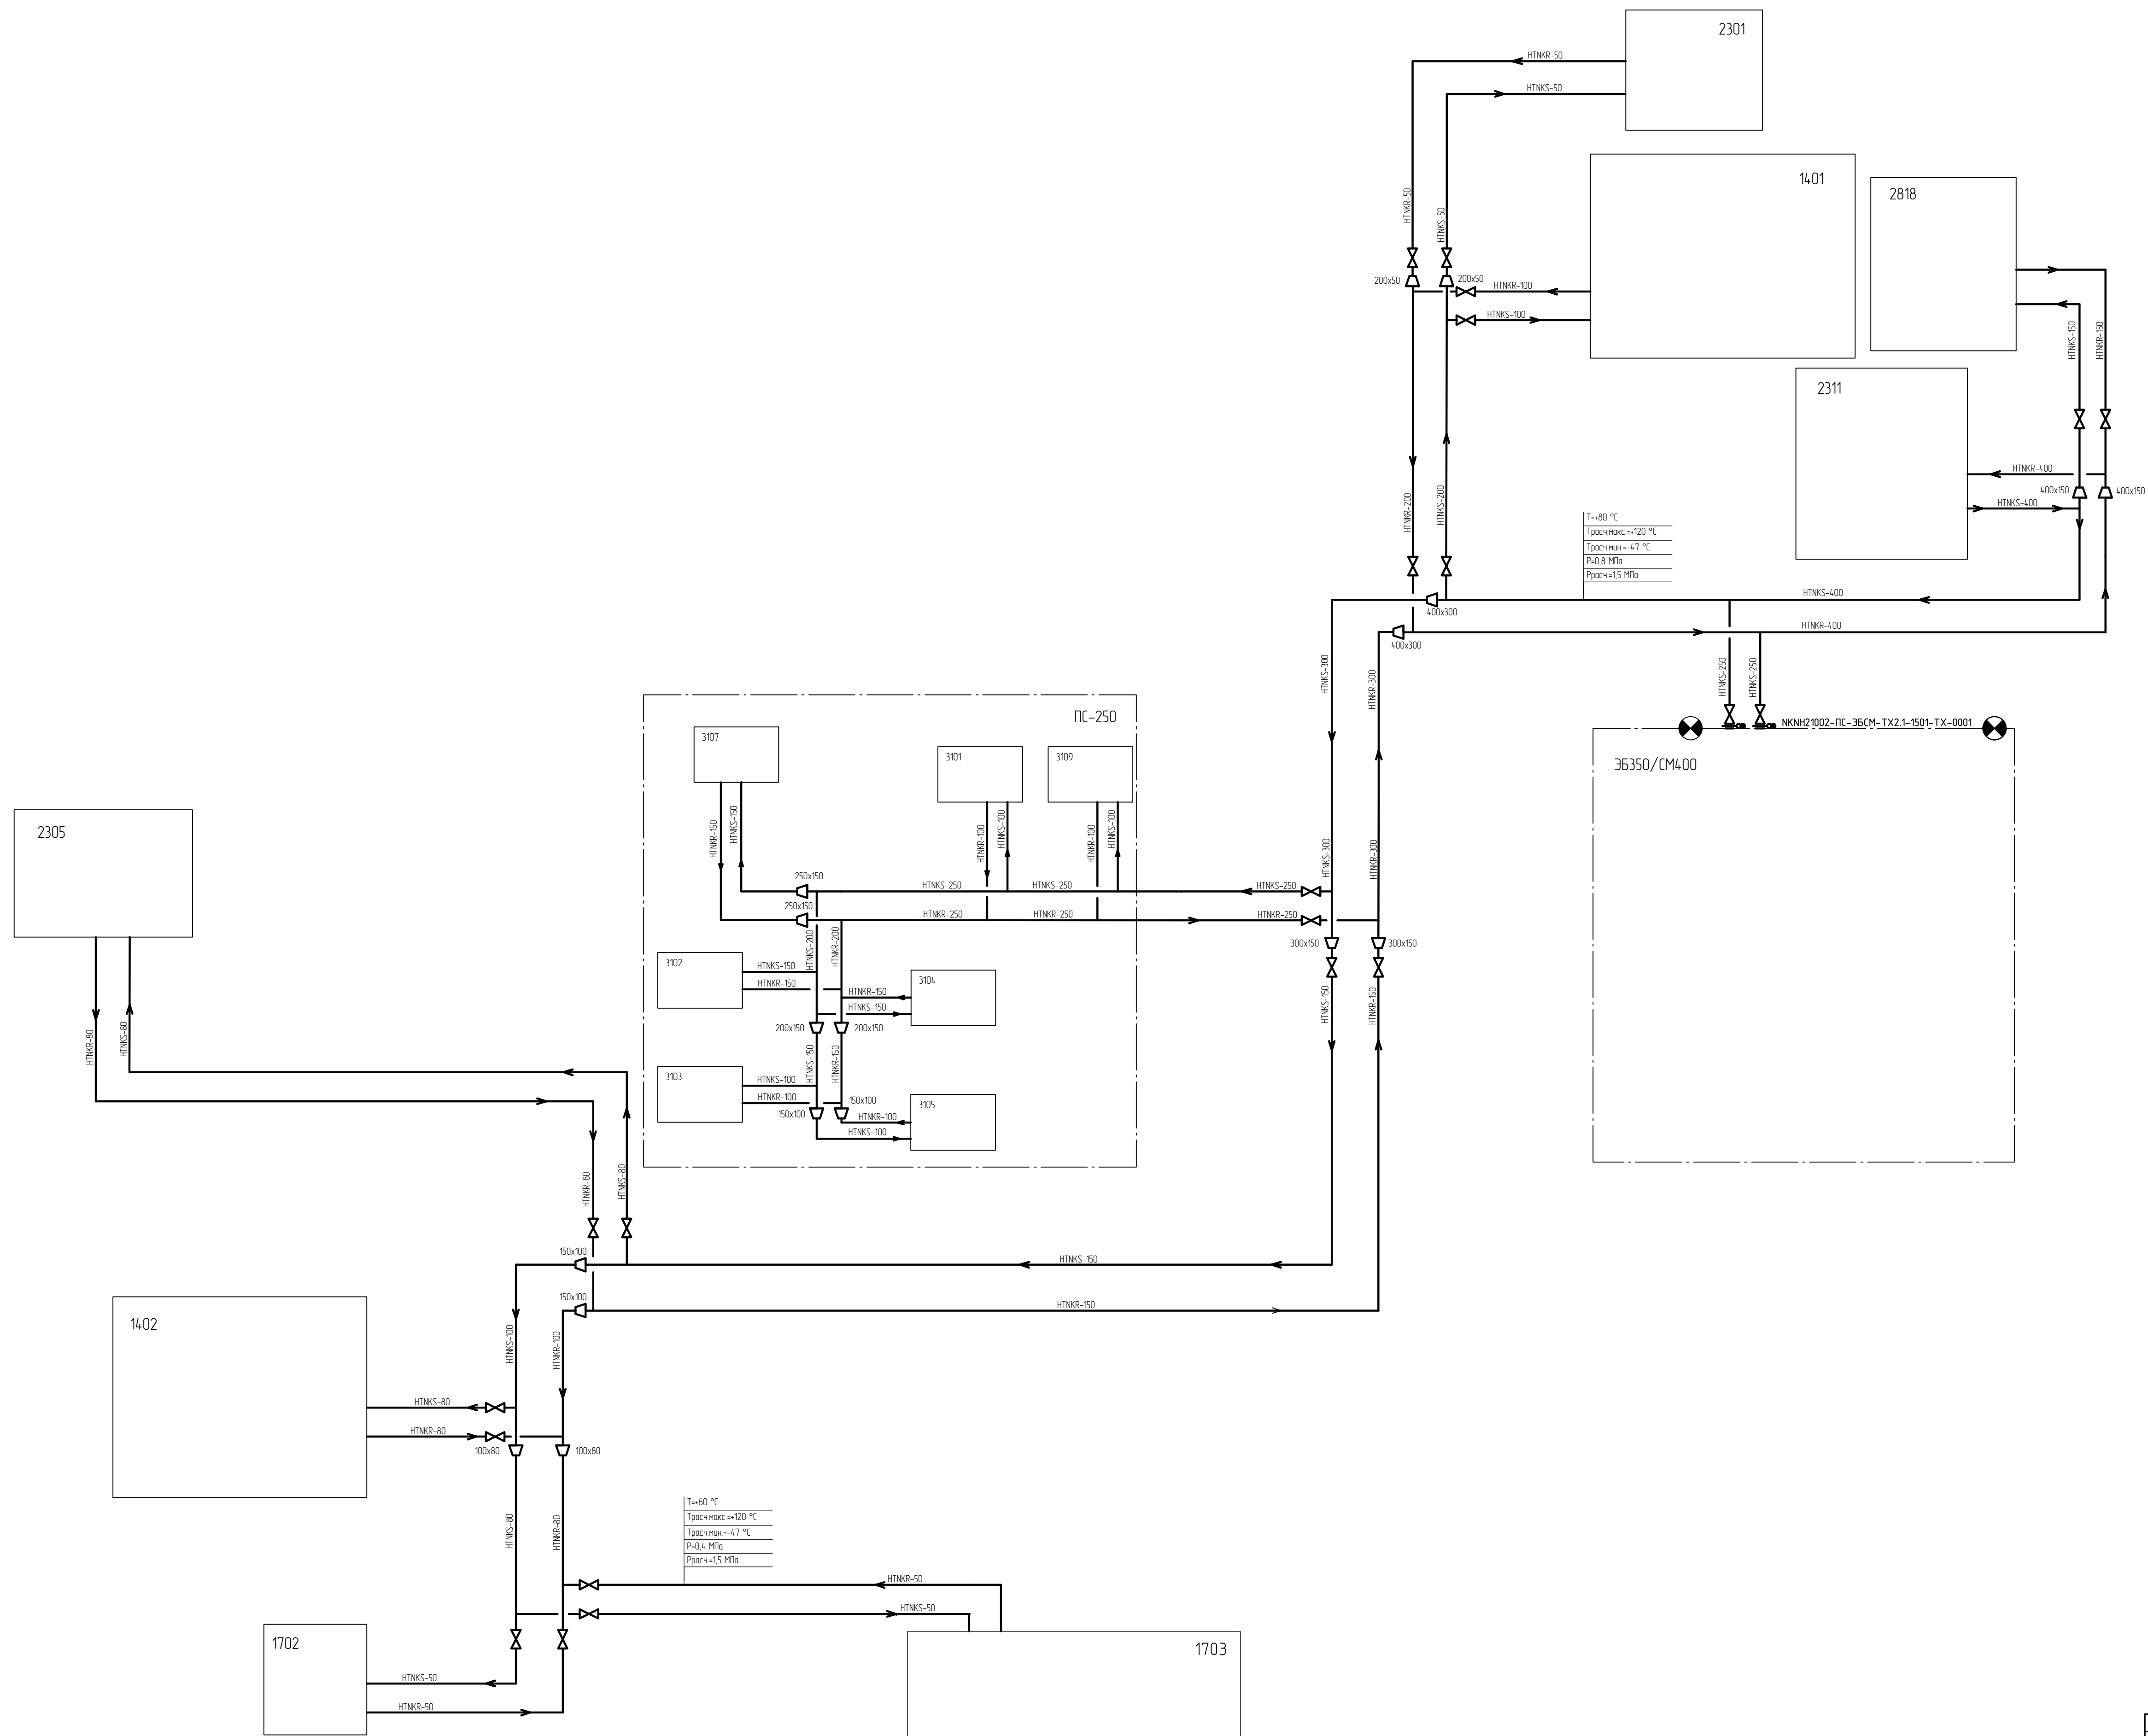 2301
HTNKR-50
HTNKS-50
1401
2818
HTNKR-50
HTNKS-50
200x50
200x50
HTNKR-100
HTNKS-100
HTNKS-150
HTNKR-150
2311
HTNKR-400
400x150
400x150
HTNKS-400
HTNKR-200
HTNKS-200
T=+80 °C
Tрасч.макс.=+120 °C
Tрасч.мин.=-47 °C
P=0,8 МПа
Pрасч.=1,5 МПа
HTNKS-400
400x300
HTNKR-400
400x300
HTNKS-300
HTNKR-300
HTNKS-250
HTNKS-250
NKNH21002-ПС-ЭБСМ-ТХ2.1-1501-ТХ-0001
ЭБ350/СМ400
ПС-250
3107
3101
3109
HTNKR-150
HTNKS-150
HTNKR-100
HTNKS-100
HTNKR-100
HTNKS-100
HTNKS-300
HTNKR-300
2305
250x150
HTNKS-250
HTNKS-250
HTNKS-250
250x150
HTNKR-250
HTNKR-250
HTNKR-250
300x150
300x150
HTNKS-200
HTNKR-200
3102
HTNKS-150
HTNKR-150
3104
HTNKR-150
HTNKS-150
200x150
200x150
HTNKS-150
HTNKR-150
HTNKR-80
HTNKS-80
HTNKS-150
HTNKR-150
3103
HTNKS-100
HTNKR-100
150x100
150x100
3105
HTNKR-100
HTNKS-100
HTNKR-80
HTNKS-80
150x100
HTNKS-150
150x100
HTNKR-150
1402
HTNKS-100
HTNKR-100
HTNKS-80
HTNKR-80
100x80
100x80
HTNKS-80
HTNKR-80
T=+60 °C
Tрасч.макс.=+120 °C
Tрасч.мин.=-47 °C
P=0,4 МПа
Pрасч.=1,5 МПа
HTNKR-50
HTNKS-50
1702
1703
HTNKS-50
HTNKR-50